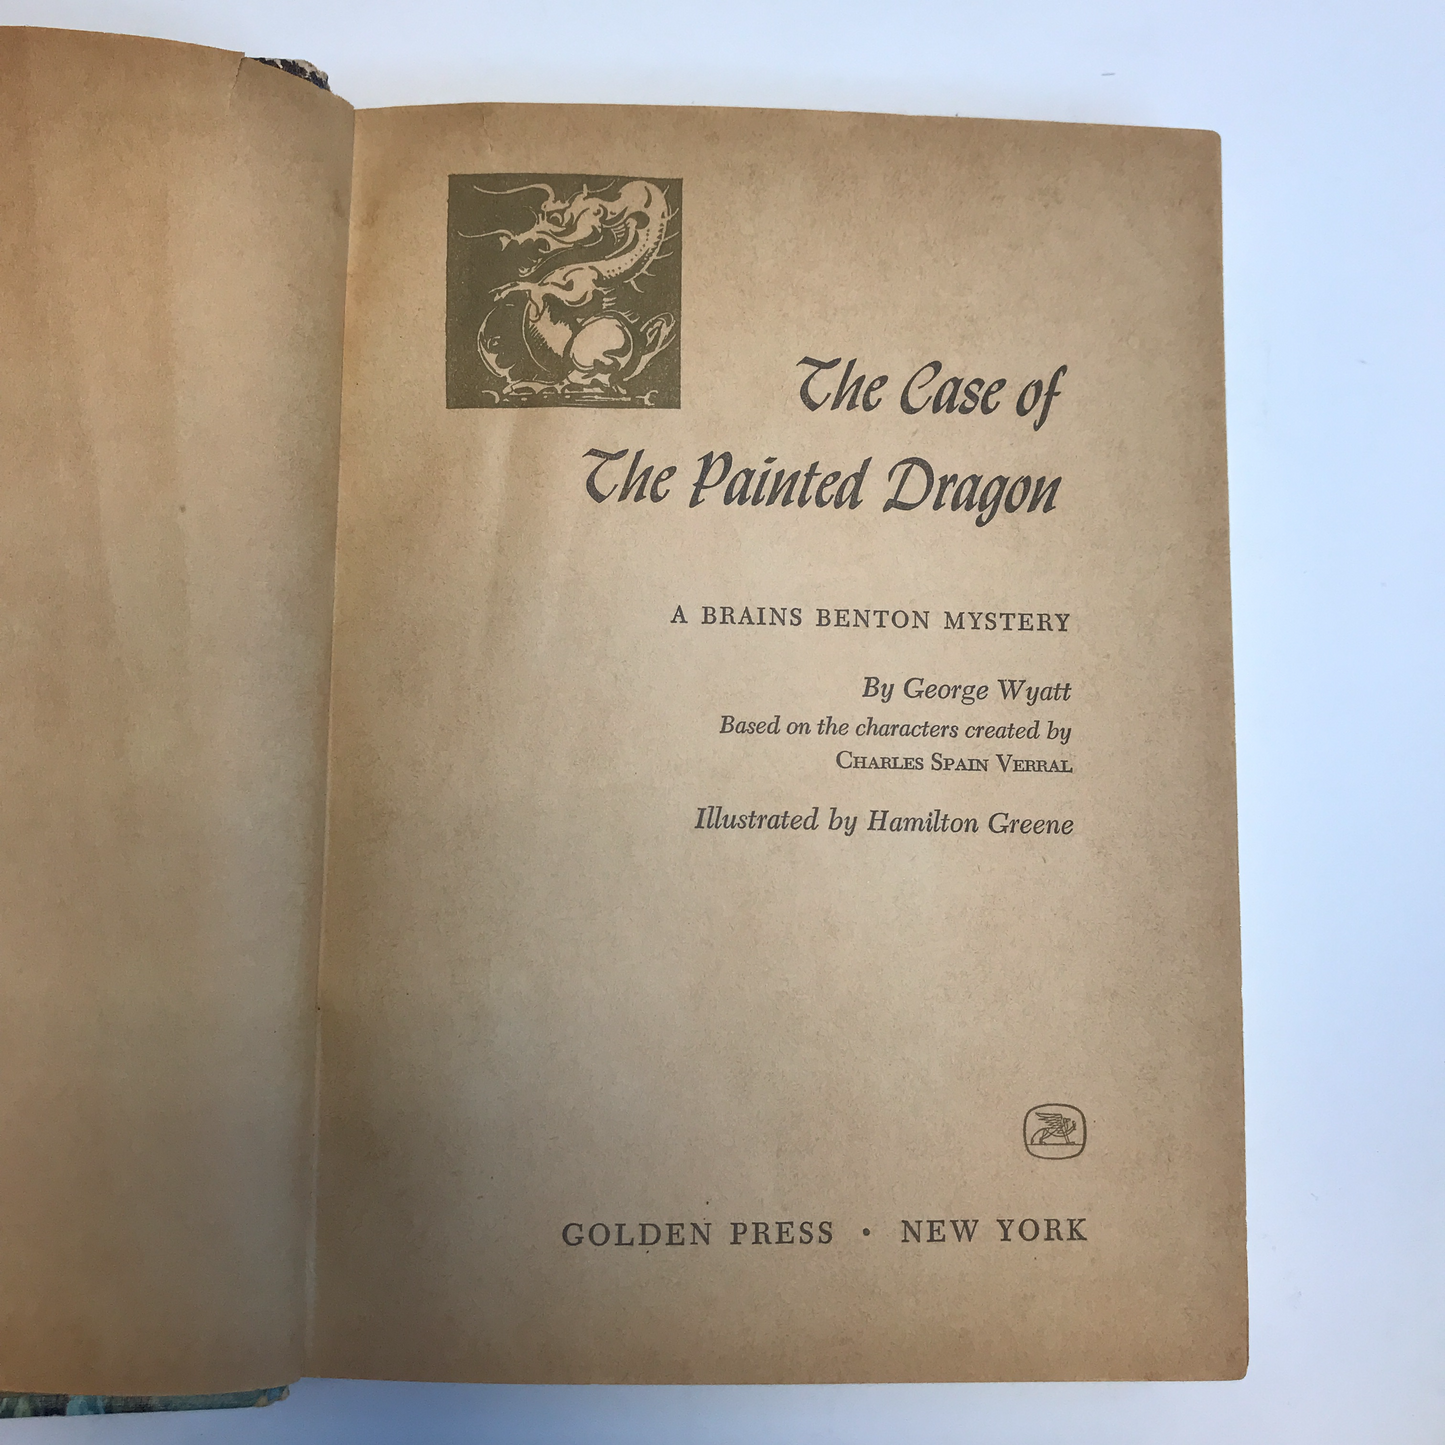 The Case of
The Painted Dragon
A BRAINS BENTON MYSTERY
By George Wyatt
Based on the characters created by
CHARLES SPAIN VERRAL
Illustrated by Hamilton Greene
GOLDEN PRESS • NEW YORK